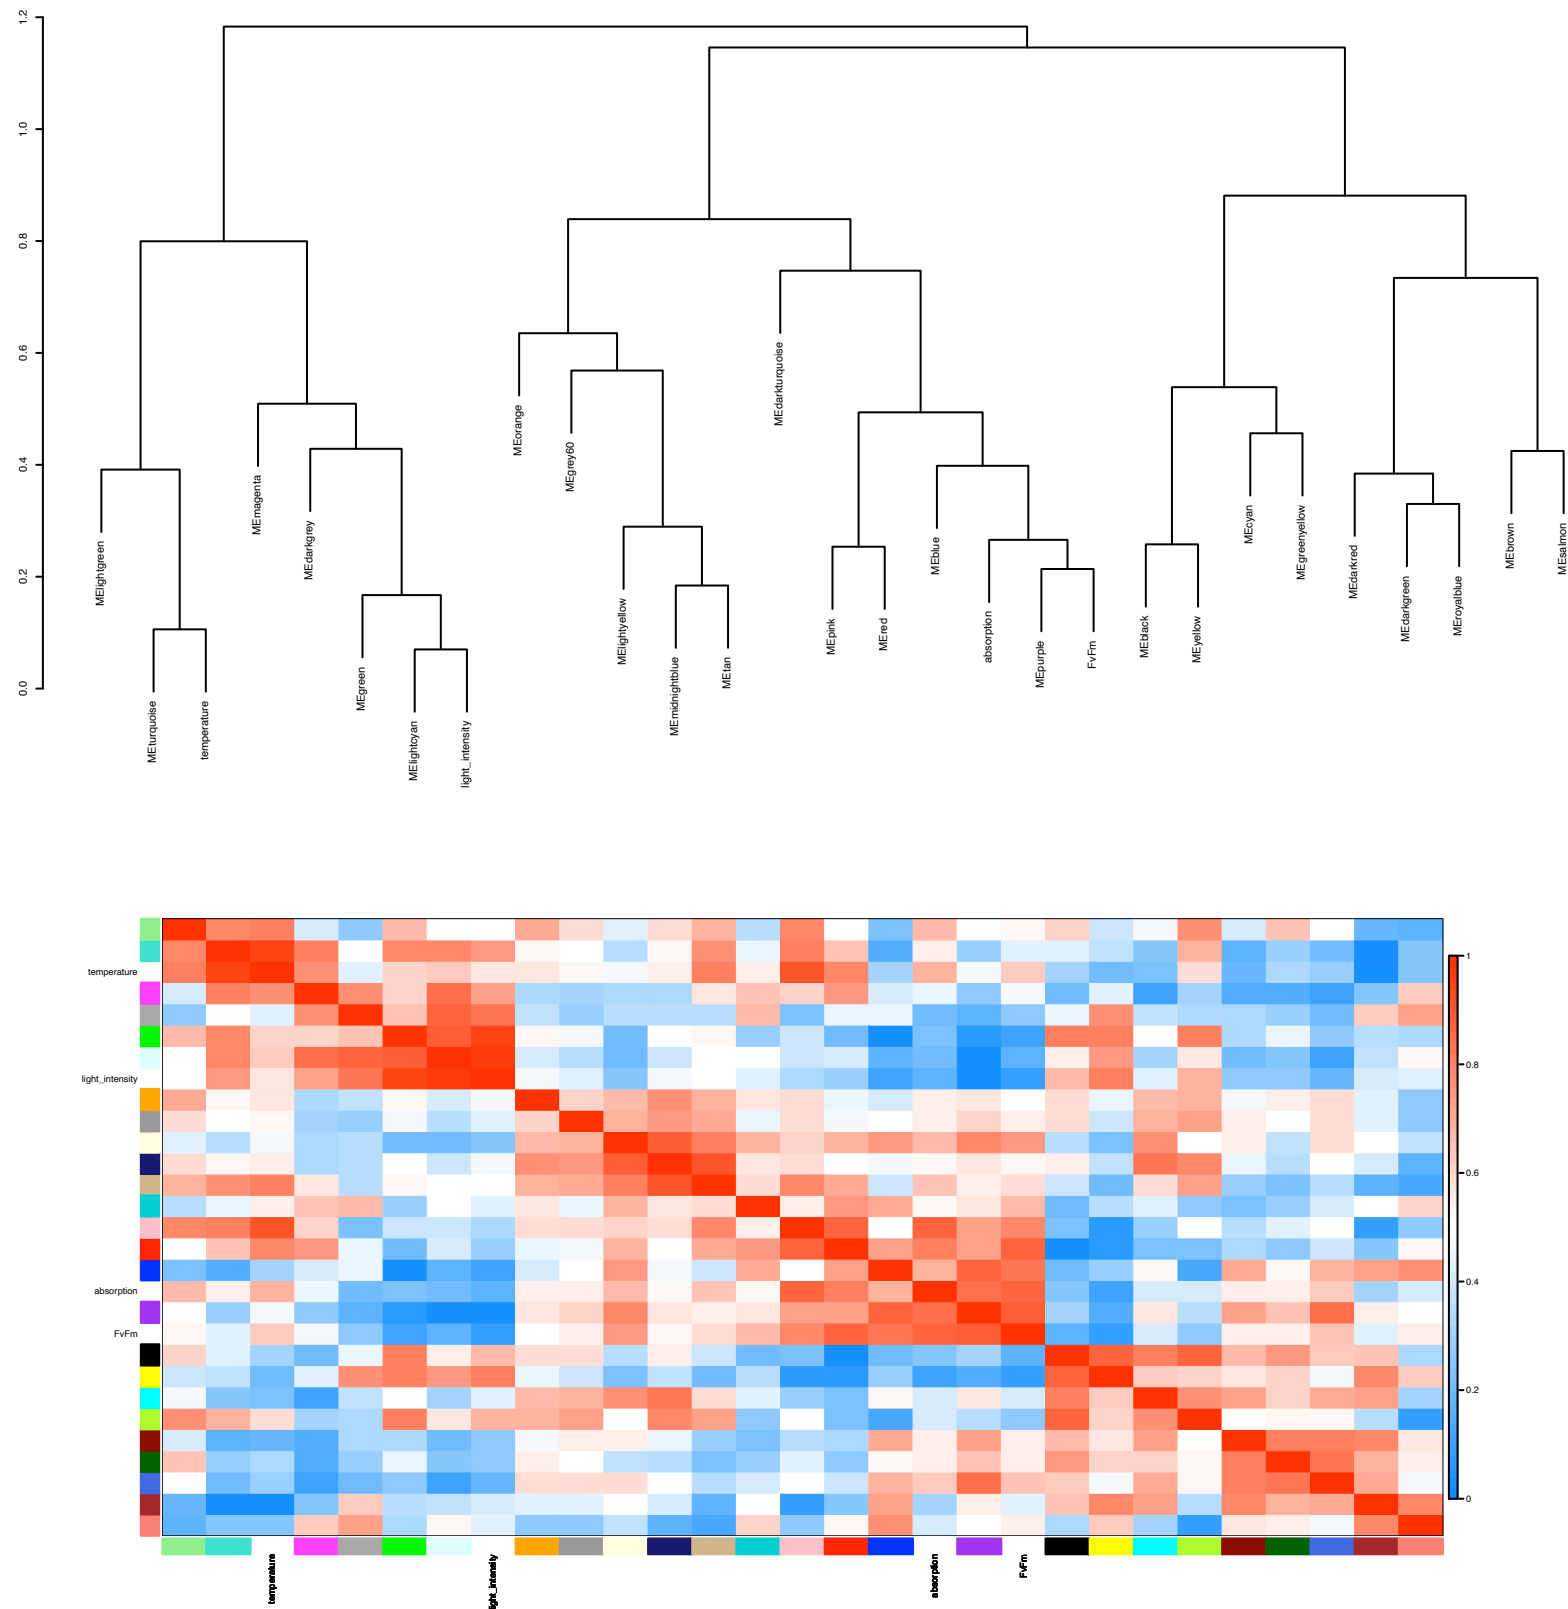 1.2
1.0
0.8
0.6
0.4
0.2
0.0
MElightgreen
MEturquoise
temperature
MEmagenta
MEdarkgrey
MEgreen
MElightcyan
light_intensity
MEorange
MEgrey60
MElightyellow
MEmidnightblue
MEtan
MEdarkturquoise
MEpink
MEred
MEblue
absorption
MEpurple
FvFm
MEblack
MEyellow
MEcyan
MEgreenyellow
MEdarkred
MEdarkgreen
MEroyalblue
MEbrown
MEsalmon
temperature
light_intensity
absorption
FvFm
1
0.8
0.6
0.4
0.2
0
temperature
light_intensity
absorption
FvFm